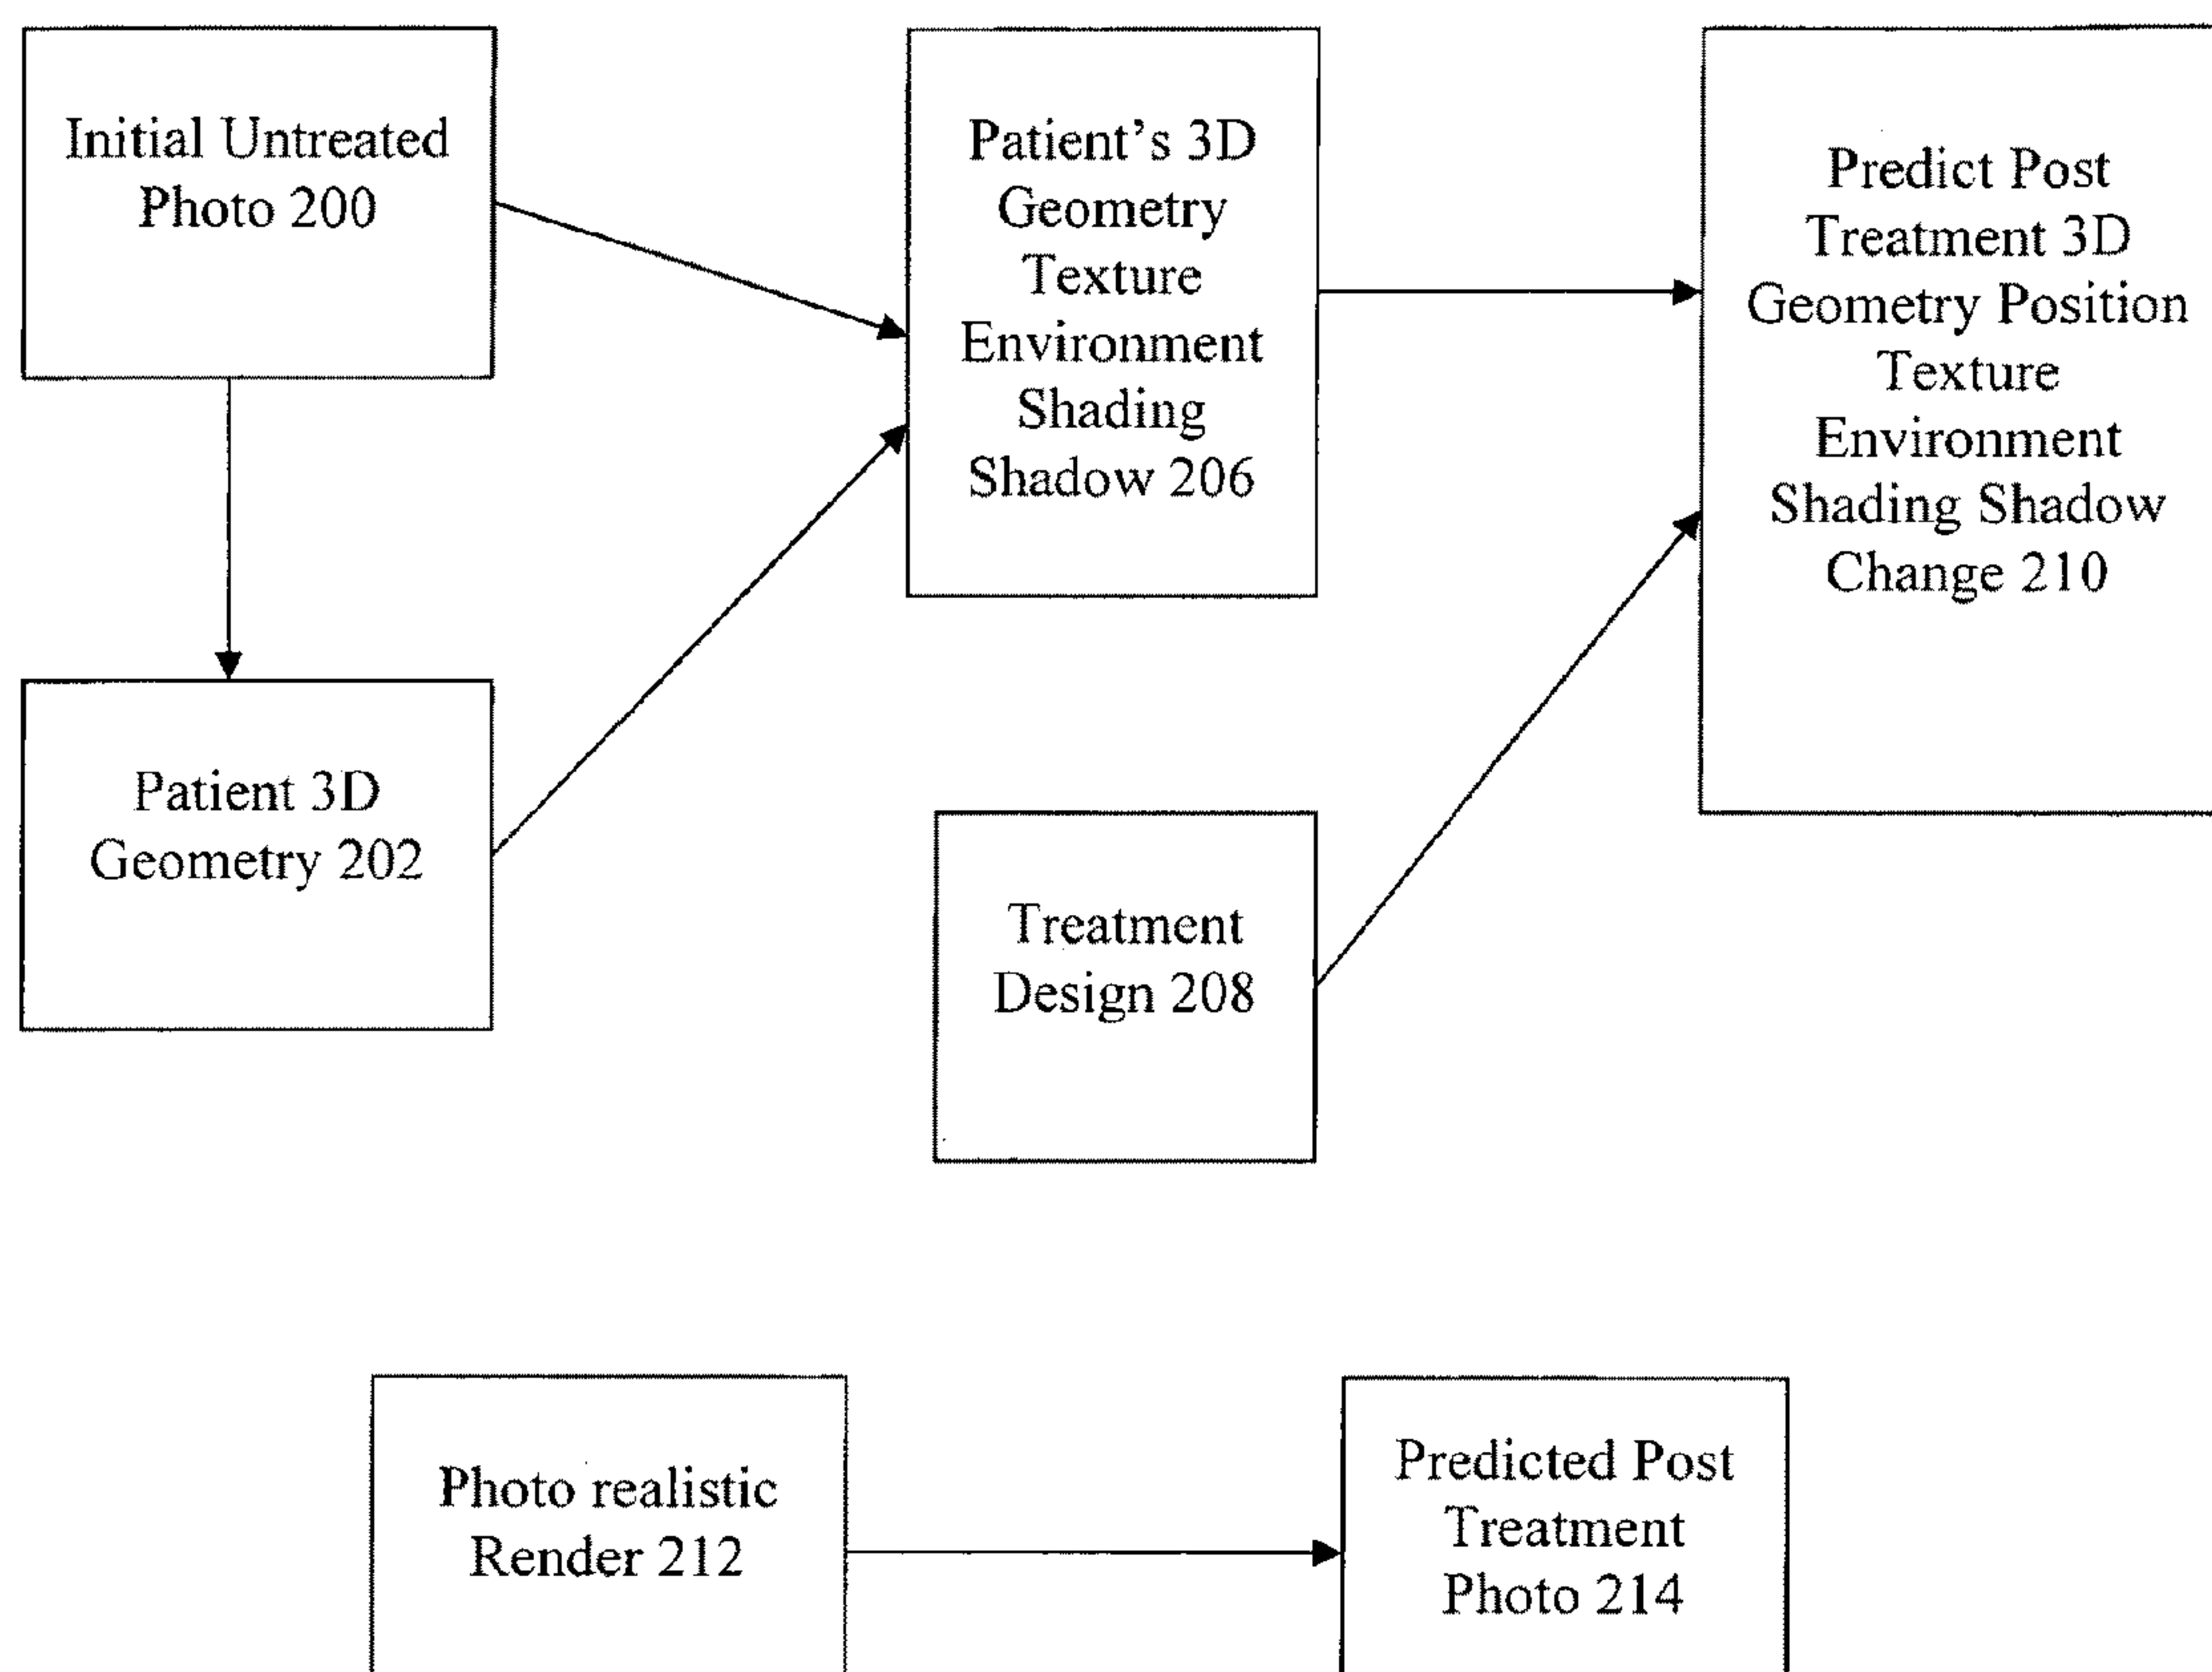 Initial Untreated
Photo 200
Patient's 3D
Geometry
Texture
Environment
Shading
Shadow 206
Predict Post
Treatment 3D
Geometry Position
Texture
Environment
Shading Shadow
Change 210
Patient 3D
Geometry 202
Treatment
Design 208
Photo realistic
Render 212
Predicted Post
Treatment
Photo 214